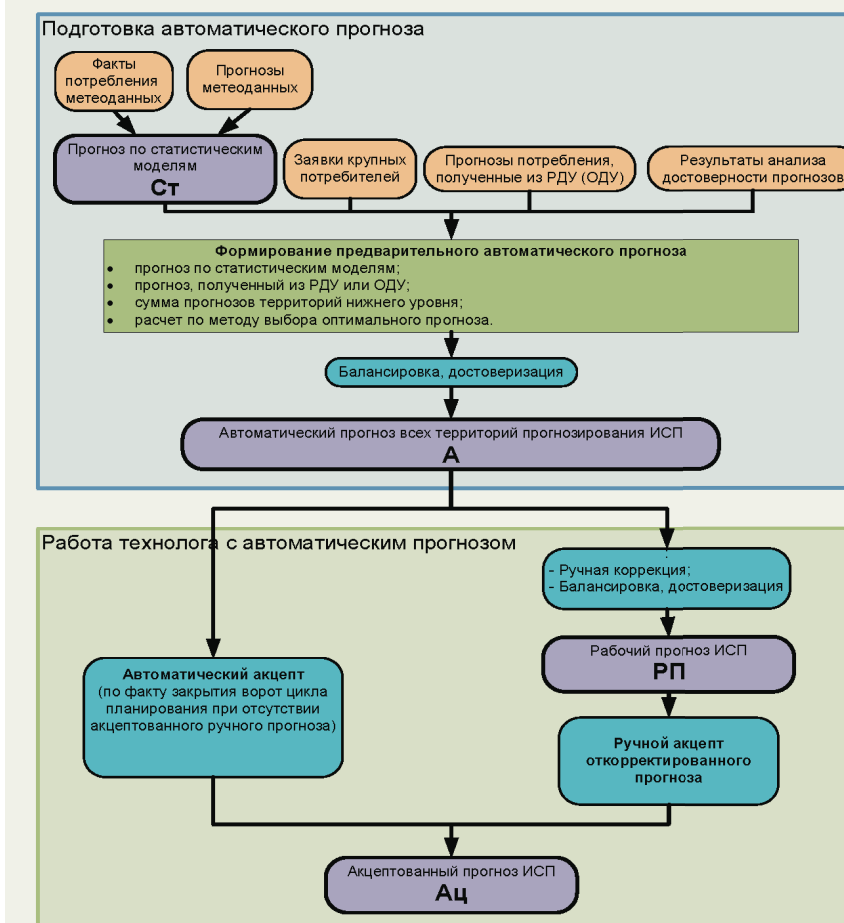 Подготовка автоматического прогноза
Факты
потребления
метеоданных
Прогнозы
метеоданных
Прогноз по статистическим
моделям
Ст
Заявки крупных
потребителей
Прогнозы потребления,
полученные из РДУ (ОДУ)
Результаты анализа
достоверности прогнозов
Формирование предварительного автоматического прогноза
• прогноз по статистическим моделям;
• прогноз, полученный из РДУ или ОДУ;
• сумма прогнозов территорий нижнего уровня;
• расчет по методу выбора оптимального прогноза.
Балансировка, достоверизация
Автоматический прогноз всех территорий прогнозирования ИСП
А
Работа технолога с автоматическим прогнозом
- Ручная коррекция;
- Балансировка, достоверизация
Рабочий прогноз ИСП
РП
Автоматический акцепт
(по факту закрытия ворот цикла
планирования при отсутствии
акцептованного ручного прогноза)
Ручной акцепт
откорректированного
прогноза
Акцептованный прогноз ИСП
Ац